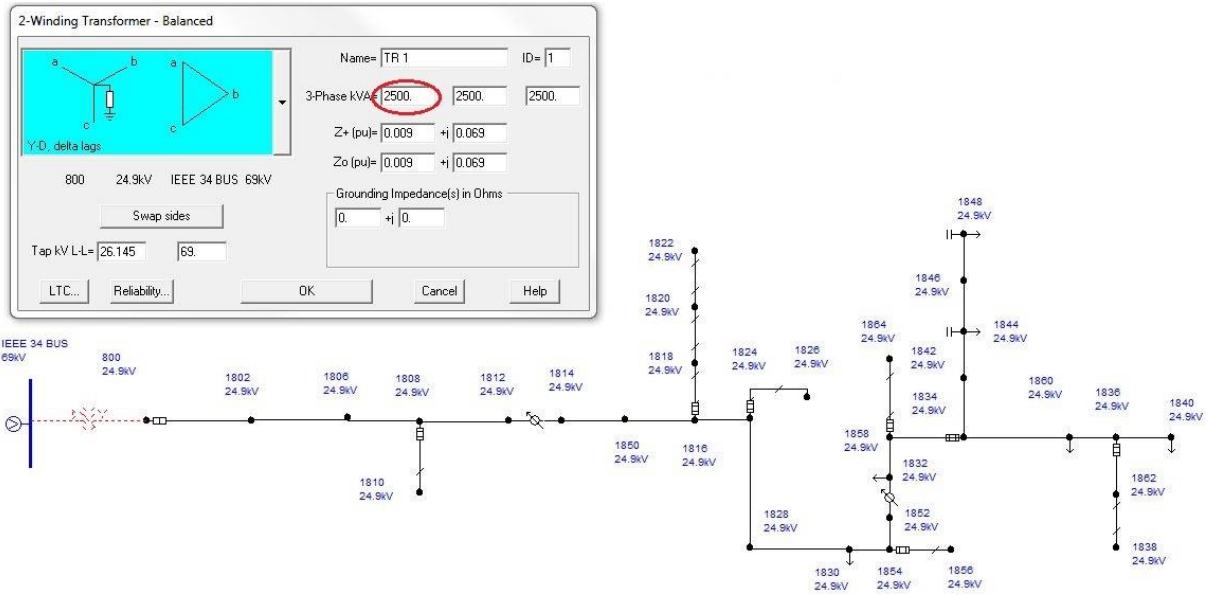 2-Winding Transformer - Balanced
a b a b
c c
Y-D, delta lags
Name= TR 1 ID= 1
3-Phase kVA= 2500. 2500. 2500.
Z+ (pu)= 0.009 +j 0.069
Zo (pu)= 0.009 +j 0.069
800 24.9kV IEEE 34 BUS 69kV
Grounding Impedance(s) in Ohms
0. +j 0.
Swap sides
Tap kV L-L= 26.145 69.
LTC... Reliability... OK Cancel Help
IEEE 34 BUS
69kV
800
24.9kV
1802
24.9kV
1806
24.9kV
1808
24.9kV
1810
24.9kV
1812
24.9kV
1814
24.9kV
1850
24.9kV
1816
24.9kV
1822
24.9kV
1820
24.9kV
1818
24.9kV
1824
24.9kV
1826
24.9kV
1828
24.9kV
1830
24.9kV
1854
24.9kV
1856
24.9kV
1852
24.9kV
1832
24.9kV
1858
24.9kV
1864
24.9kV
1834
24.9kV
1842
24.9kV
1844
24.9kV
1846
24.9kV
1848
24.9kV
1860
24.9kV
1836
24.9kV
1840
24.9kV
1862
24.9kV
1838
24.9kV